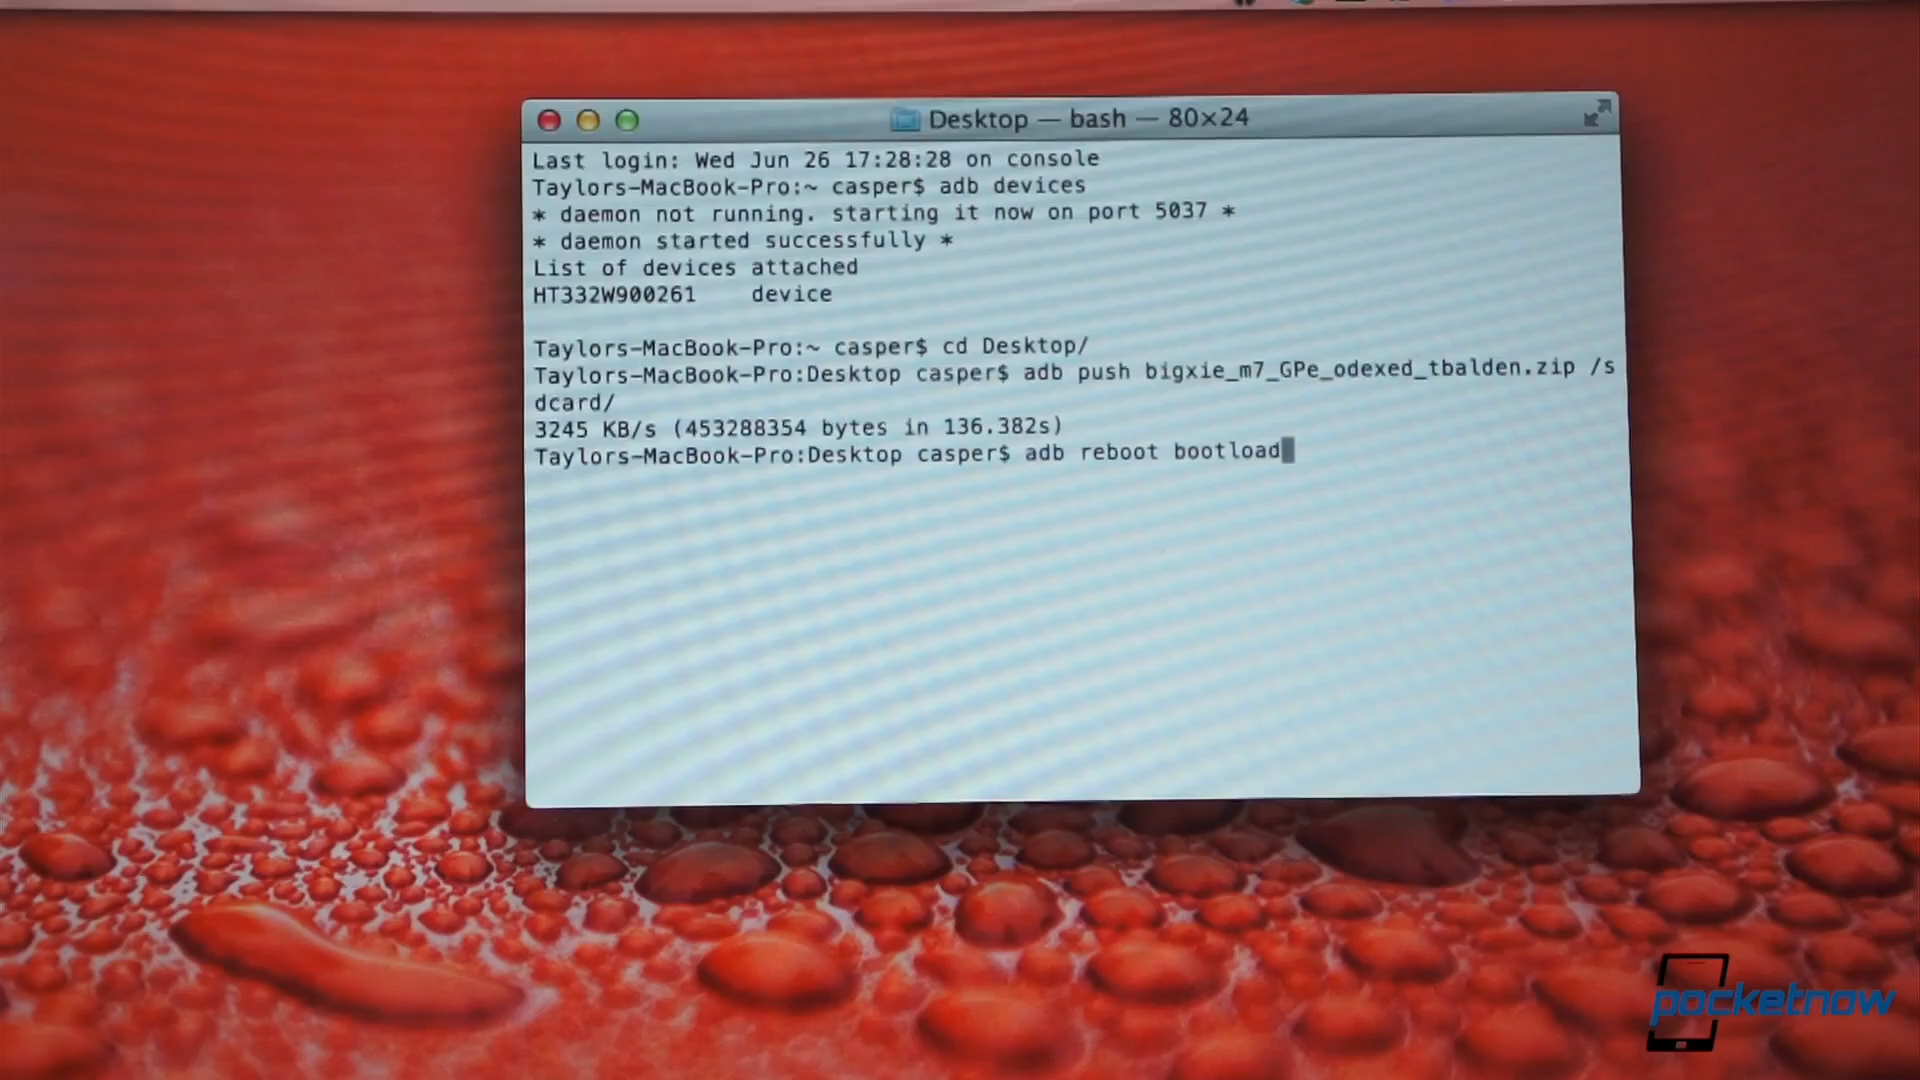 Desktop — bash — 80×24
Last login: Wed Jun 26 17:28:28 on console
Taylors-MacBook-Pro:~ casper$ adb devices
* daemon not running. starting it now on port 5037 *
* daemon started successfully *
List of devices attached
HT332W900261    device
Taylors-MacBook-Pro:~ casper$ cd Desktop/
Taylors-MacBook-Pro:Desktop casper$ adb push bigxie_m7_GPe_odexed_tbalden.zip /s
dcard/
3245 KB/s (453288354 bytes in 136.382s)
Taylors-MacBook-Pro:Desktop casper$ adb reboot bootload
pocketnow